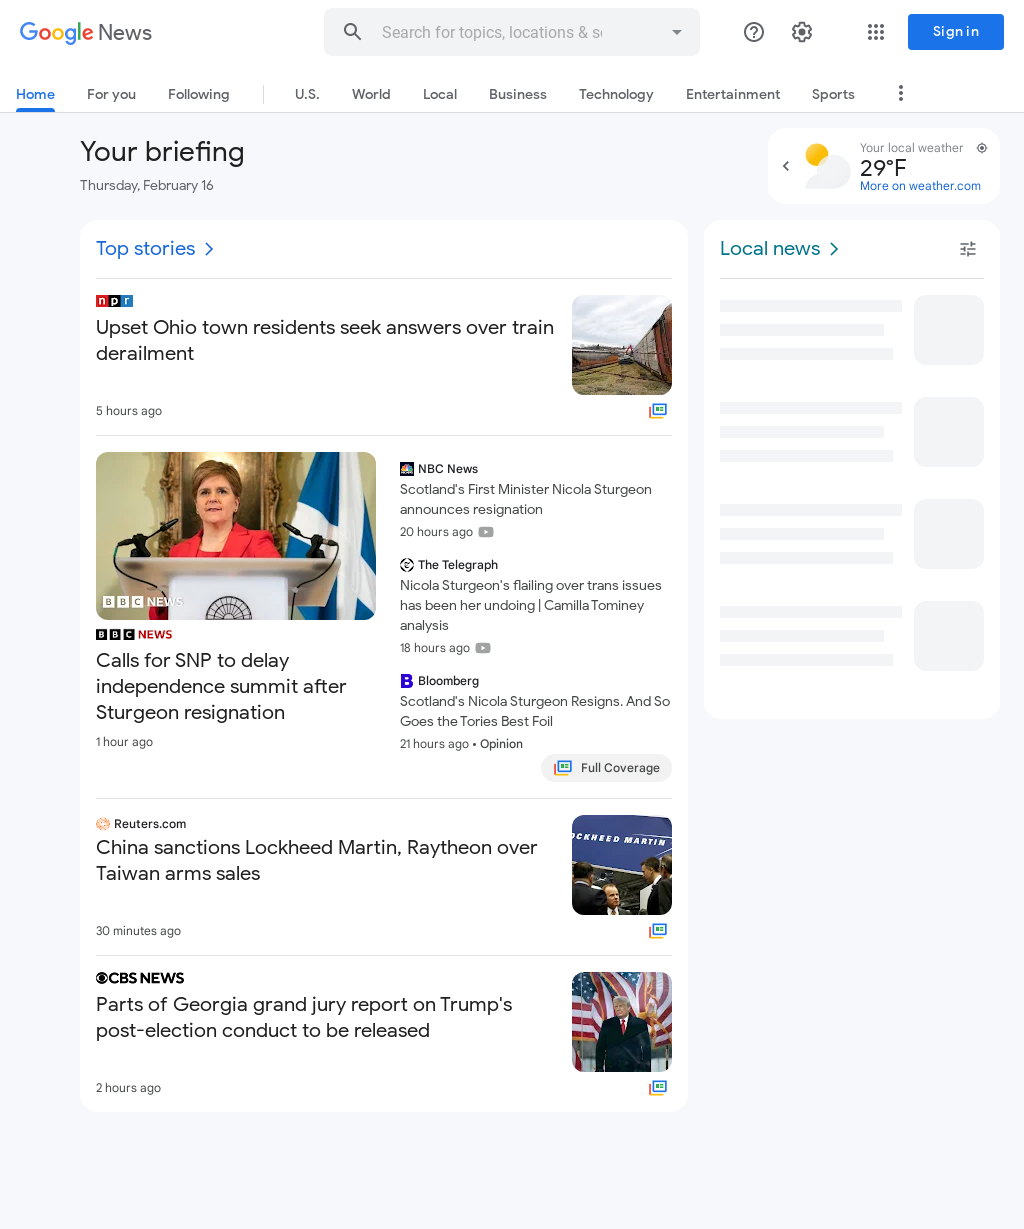 Google News
Search for topics, locations & s
Sign in
Home
For you
Following
U.S.
World
Local
Business
Technology
Entertainment
Sports
Your briefing
Thursday, February 16
Your local weather
29°F
More on weather.com
Top stories
npr
Upset Ohio town residents seek answers over train
derailment
5 hours ago
BBC NEWS
BBC NEWS
Calls for SNP to delay
independence summit after
Sturgeon resignation
1 hour ago
NBC News
Scotland's First Minister Nicola Sturgeon
announces resignation
20 hours ago
The Telegraph
Nicola Sturgeon's flailing over trans issues
has been her undoing | Camilla Tominey
analysis
18 hours ago
Bloomberg
Scotland's Nicola Sturgeon Resigns. And So
Goes the Tories Best Foil
21 hours ago • Opinion
Full Coverage
Reuters.com
China sanctions Lockheed Martin, Raytheon over
Taiwan arms sales
OCKHEED MARTIN
30 minutes ago
CBS NEWS
Parts of Georgia grand jury report on Trump's
post-election conduct to be released
2 hours ago
Local news